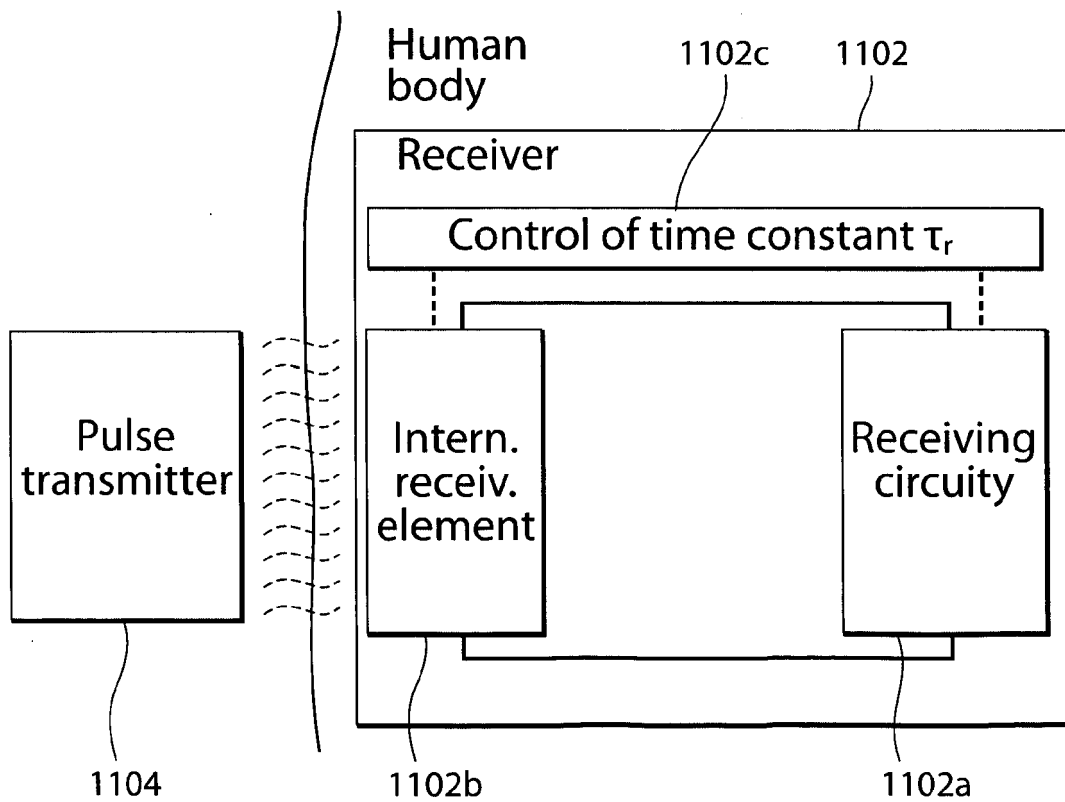 Human
body
1102c
1102
Receiver
Control of time constant τr
Pulse
transmitter
Intern.
receiv.
element
Receiving
circuity
1104
1102b
1102a